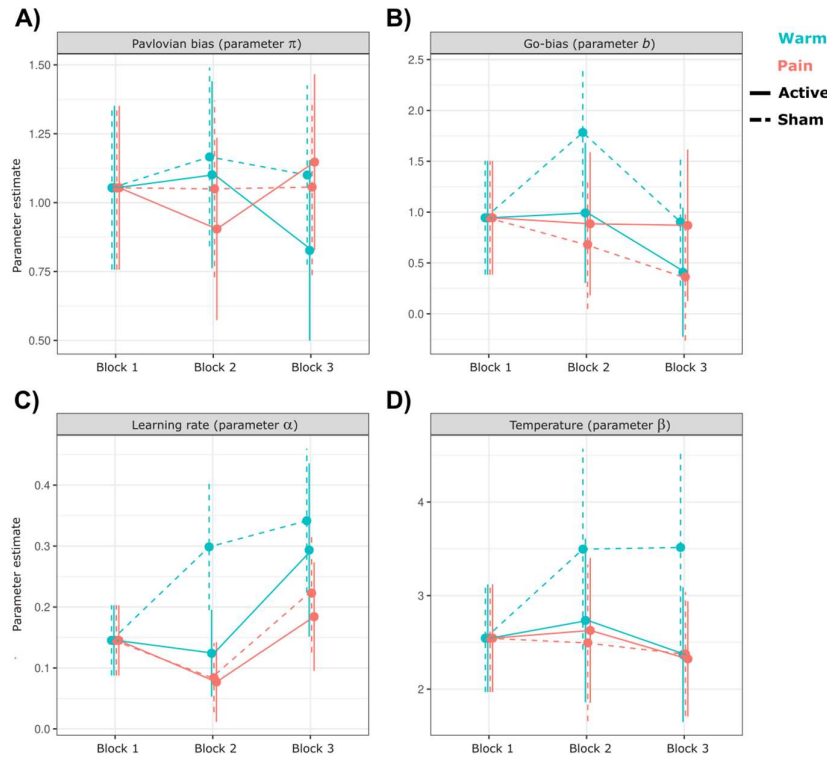 A)
Pavlovian bias (parameter π)
Parameter estimate
1.50
1.25
1.00
0.75
0.50
Block 1 Block 2 Block 3
B)
Go-bias (parameter b)
2.5
2.0
1.5
1.0
0.5
0.0
Block 1 Block 2 Block 3
Warm
Pain
Active
Sham
C)
Learning rate (parameter α)
Parameter estimate
0.4
0.3
0.2
0.1
0.0
Block 1 Block 2 Block 3
D)
Temperature (parameter β)
4
3
2
Block 1 Block 2 Block 3